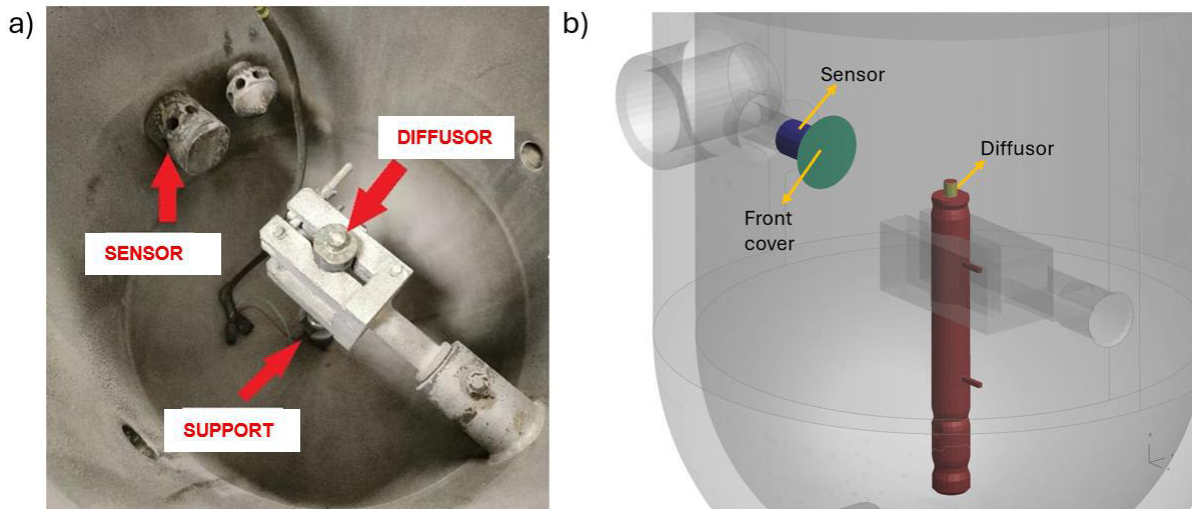 a)
DIFFUSOR
SENSOR
SUPPORT
b)
Sensor
Diffusor
Front
cover